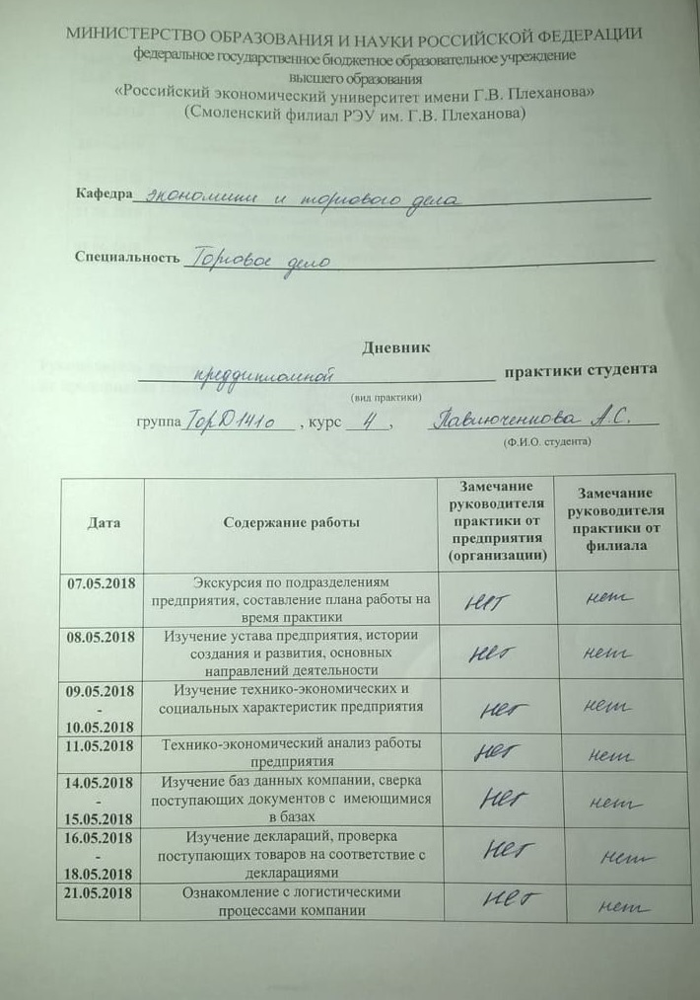 МИНИСТЕРСТВО ОБРАЗОВАНИЯ И НАУКИ РОССИЙСКОЙ ФЕДЕРАЦИИ
федеральное государственное бюджетное образовательное учреждение
высшего образования
«Российский экономический университет имени Г.В. Плеханова»
(Смоленский филиал РЭУ им. Г.В. Плеханова)
Кафедра экономики и торгового дела
Специальность Торговое дело
Дневник
преддипломной практики студента
(вид практики)
группа ТорД141о , курс 4 , Павлюченкова А.С.
(Ф.И.О. студента)
Дата
Содержание работы
Замечание
руководителя
практики от
предприятия
(организации)
Замечание
руководителя
практики от
филиала
07.05.2018
Экскурсия по подразделениям
предприятия, составление плана работы на
время практики
нет
нет
08.05.2018
Изучение устава предприятия, истории
создания и развития, основных
направлений деятельности
нет
нет
09.05.2018
-
10.05.2018
Изучение технико-экономических и
социальных характеристик предприятия
нет
нет
11.05.2018
Технико-экономический анализ работы
предприятия
нет
нет
14.05.2018
-
15.05.2018
Изучение баз данных компании, сверка
поступающих документов с имеющимися
в базах
нет
нет
16.05.2018
-
18.05.2018
Изучение деклараций, проверка
поступающих товаров на соответствие с
декларациями
нет
нет
21.05.2018
Ознакомление с логистическими
процессами компании
нет
нет